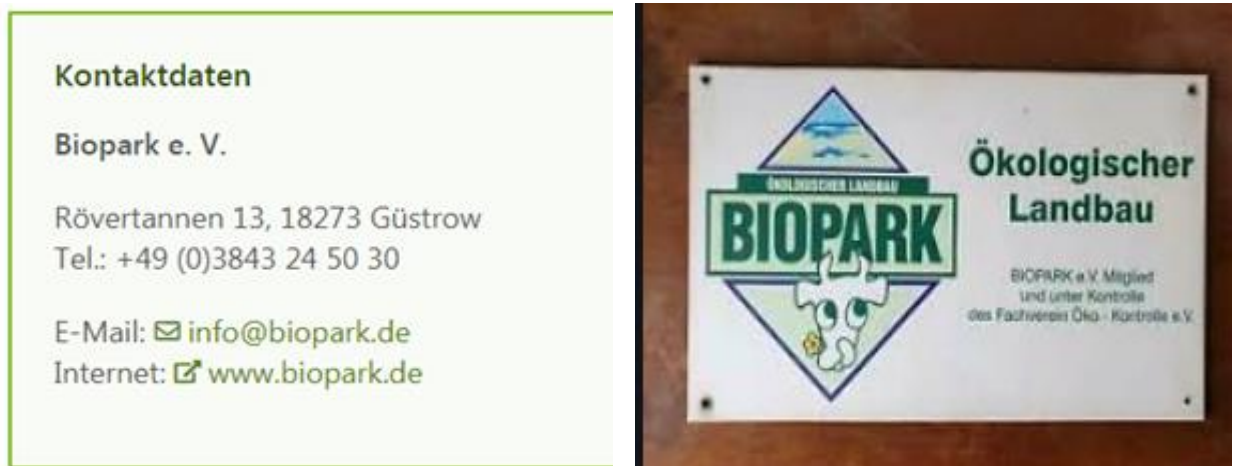 Kontaktdaten
Biopark e. V.
Rövertannen 13, 18273 Güstrow
Tel.: +49 (0)3843 24 50 30
E-Mail: info@biopark.de
Internet: www.biopark.de
ÖKOLOGISCHER LANDBAU
BIOPARK
Ökologischer
Landbau
BIOPARK e.V. Mitglied
und unter Kontrolle
des Fachverein Öko - Kontrolle e.V.